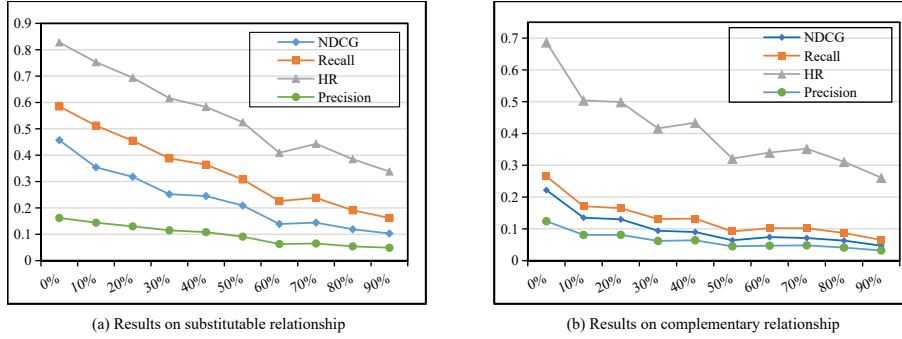 0.9
0.8
0.7
0.6
0.5
0.4
0.3
0.2
0.1
0
NDCG
Recall
HR
Precision
0% 10% 20% 30% 40% 50% 60% 70% 80% 90%
(a) Results on substitutable relationship
0.7
0.6
0.5
0.4
0.3
0.2
0.1
0
NDCG
Recall
HR
Precision
0% 10% 20% 30% 40% 50% 60% 70% 80% 90%
(b) Results on complementary relationship